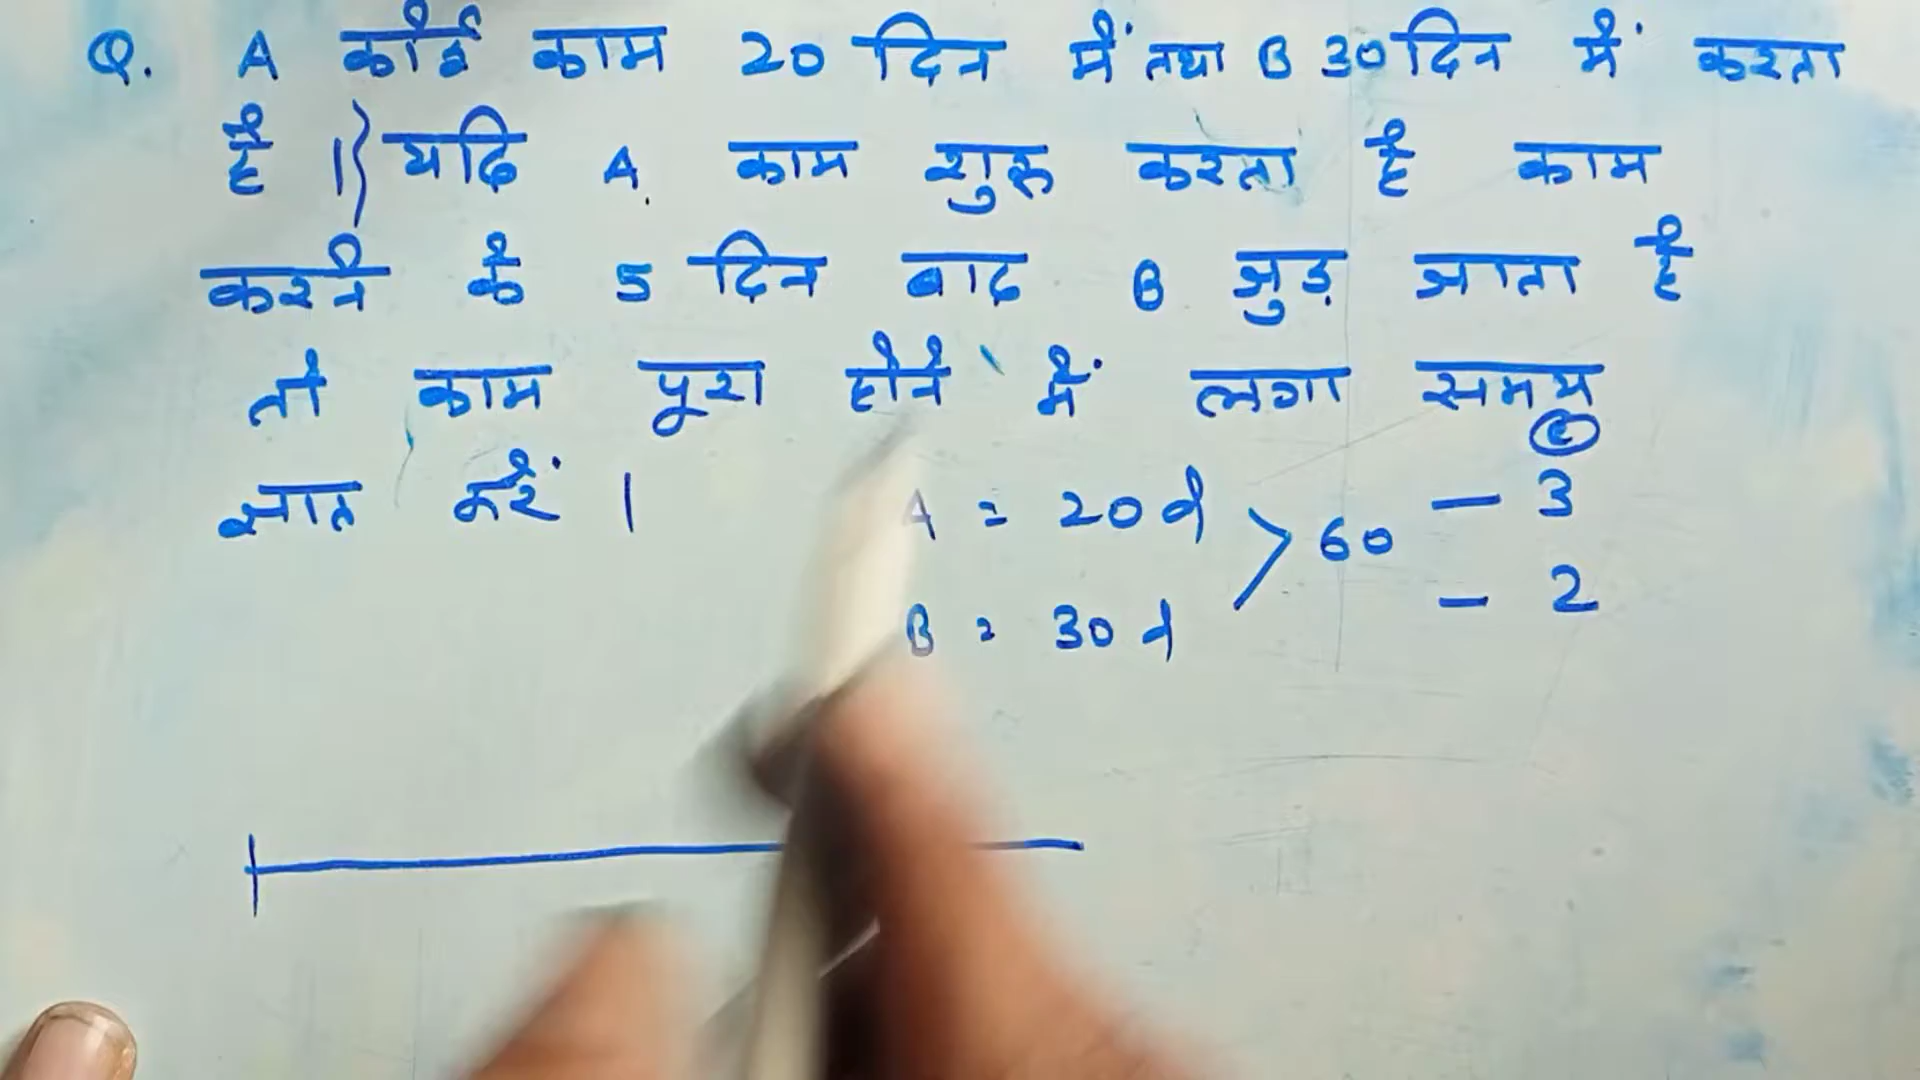 Q. A कोई काम 20 दिन में तथा B 30 दिन में करता
है । यदि A काम शुरू करता है काम
करने के 5 दिन बाद B जुड़ जाता है
तो काम पूरा होने में लगा समय
ज्ञात करें ।
A = 20 दि > 60 - 3
B = 30 दि - 2